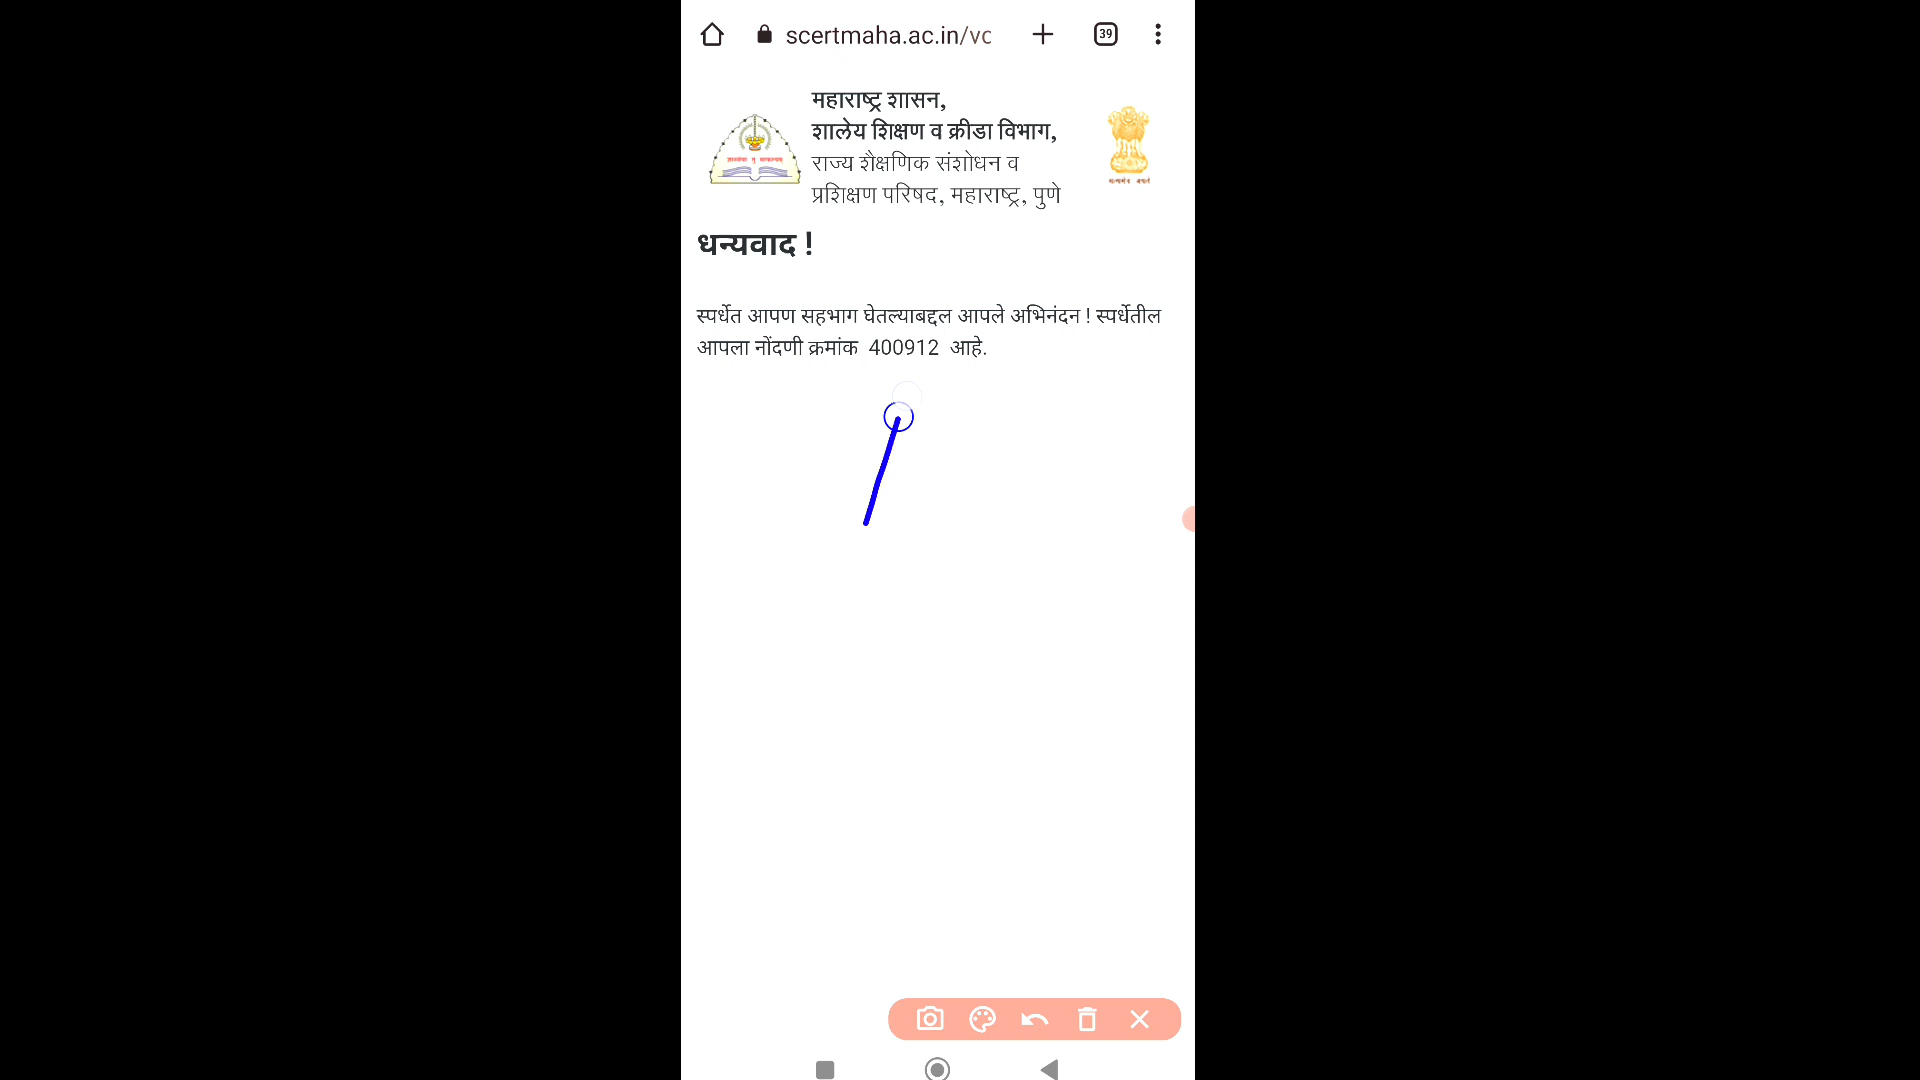 scertmaha.ac.in/vc
39
महाराष्ट्र शासन,
शालेय शिक्षण व क्रीडा विभाग,
राज्य शैक्षणिक संशोधन व
प्रशिक्षण परिषद, महाराष्ट्र, पुणे
धन्यवाद !
स्पर्धेत आपण सहभाग घेतल्याबद्दल आपले अभिनंदन ! स्पर्धेतील
आपला नोंदणी क्रमांक 400912 आहे.